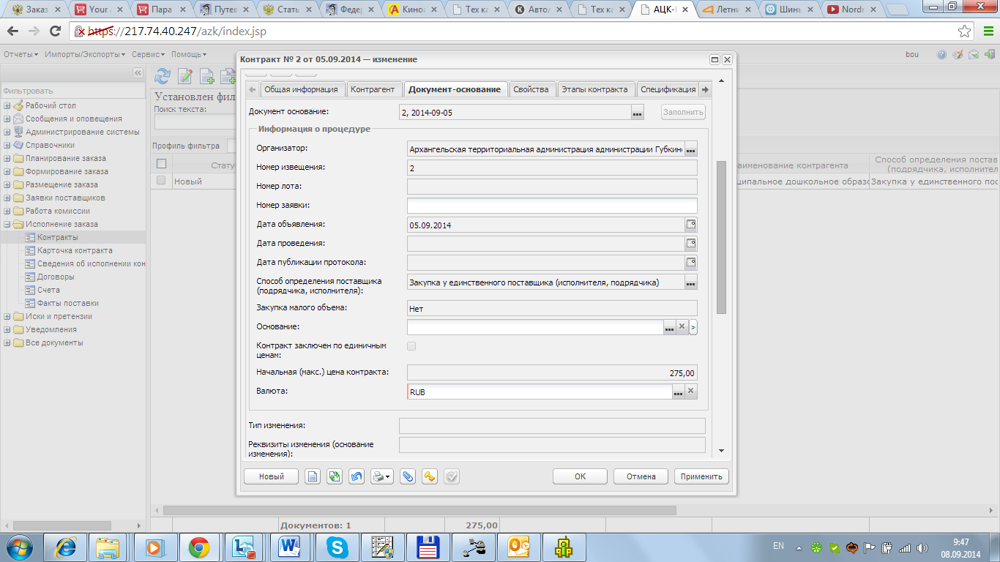 Заказ
Your A
Пара
Путев
Стать
Федер
Киноа
Тех ка
Автол
Тех ка
АЦК-
Летни
Шинь
Nordr
https://217.74.40.247/azk/index.jsp
Отчеты Импорты/Экспорты Сервис Помощь
bou
Контракт № 2 от 05.09.2014 — изменение
Фильтровать
Рабочий стол
Сообщения и оповещения
Администрирование системы
Справочники
Планирование заказа
Формирование заказа
Размещение заказа
Заявки поставщиков
Работа комиссии
Исполнение заказа
Контракты
Карточка контракта
Сведения об исполнении кон
Договоры
Счета
Факты поставки
Иски и претензии
Уведомления
Все документы
Установлен фил
Поиск текста:
Профиль фильтра
Стату
Новый
Общая информация Контрагент Документ-основание Свойства Этапы контракта Спецификация
Документ основание: 2, 2014-09-05 ... Заполнить
Информация о процедуре
Организатор: Архангельская территориальная администрация администрации Губкинс ...
Номер извещения: 2
Номер лота:
Номер заявки:
Дата объявления: 05.09.2014
Дата проведения:
Дата публикации протокола:
Способ определения поставщика
(подрядчика, исполнителя): Закупка у единственного поставщика (исполнителя, подрядчика) ...
Закупка малого объема: Нет
Основание: ... >
Контракт заключен по единичным
ценам:
Начальная (макс.) цена контракта: 275,00
Валюта: RUB ...
Тип изменения:
Реквизиты изменения (основание
изменения):
Новый ОК Отмена Применить
аименование контрагента
Способ определения постав
(подрядчика, исполнител
ципальное дошкольное образо
Закупка у единственного пос
Документов: 1 275,00
EN
9:47
08.09.2014